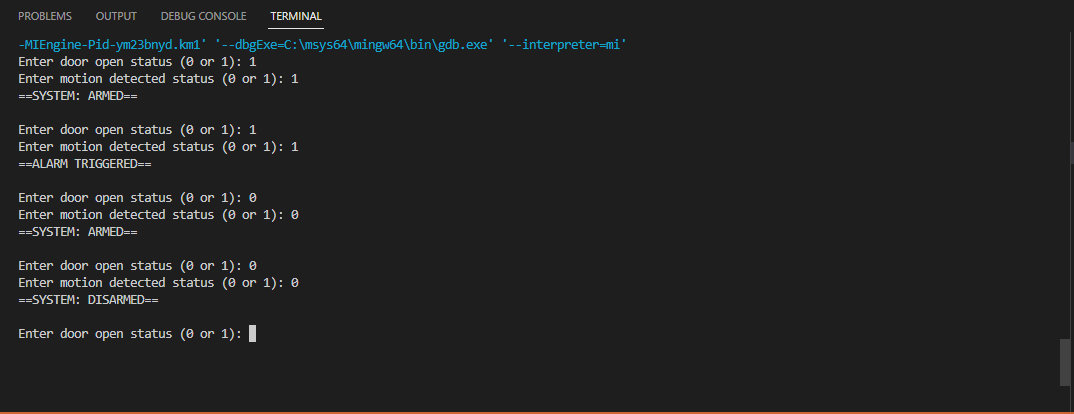 PROBLEMS OUTPUT DEBUG CONSOLE TERMINAL
-MIEngine-Pid-ym23bnyd.km1' '--dbgExe=C:\msys64\mingw64\bin\gdb.exe' '--interpreter=mi'
Enter door open status (0 or 1): 1
Enter motion detected status (0 or 1): 1
==SYSTEM: ARMED==
Enter door open status (0 or 1): 1
Enter motion detected status (0 or 1): 1
==ALARM TRIGGERED==
Enter door open status (0 or 1): 0
Enter motion detected status (0 or 1): 0
==SYSTEM: ARMED==
Enter door open status (0 or 1): 0
Enter motion detected status (0 or 1): 0
==SYSTEM: DISARMED==
Enter door open status (0 or 1):